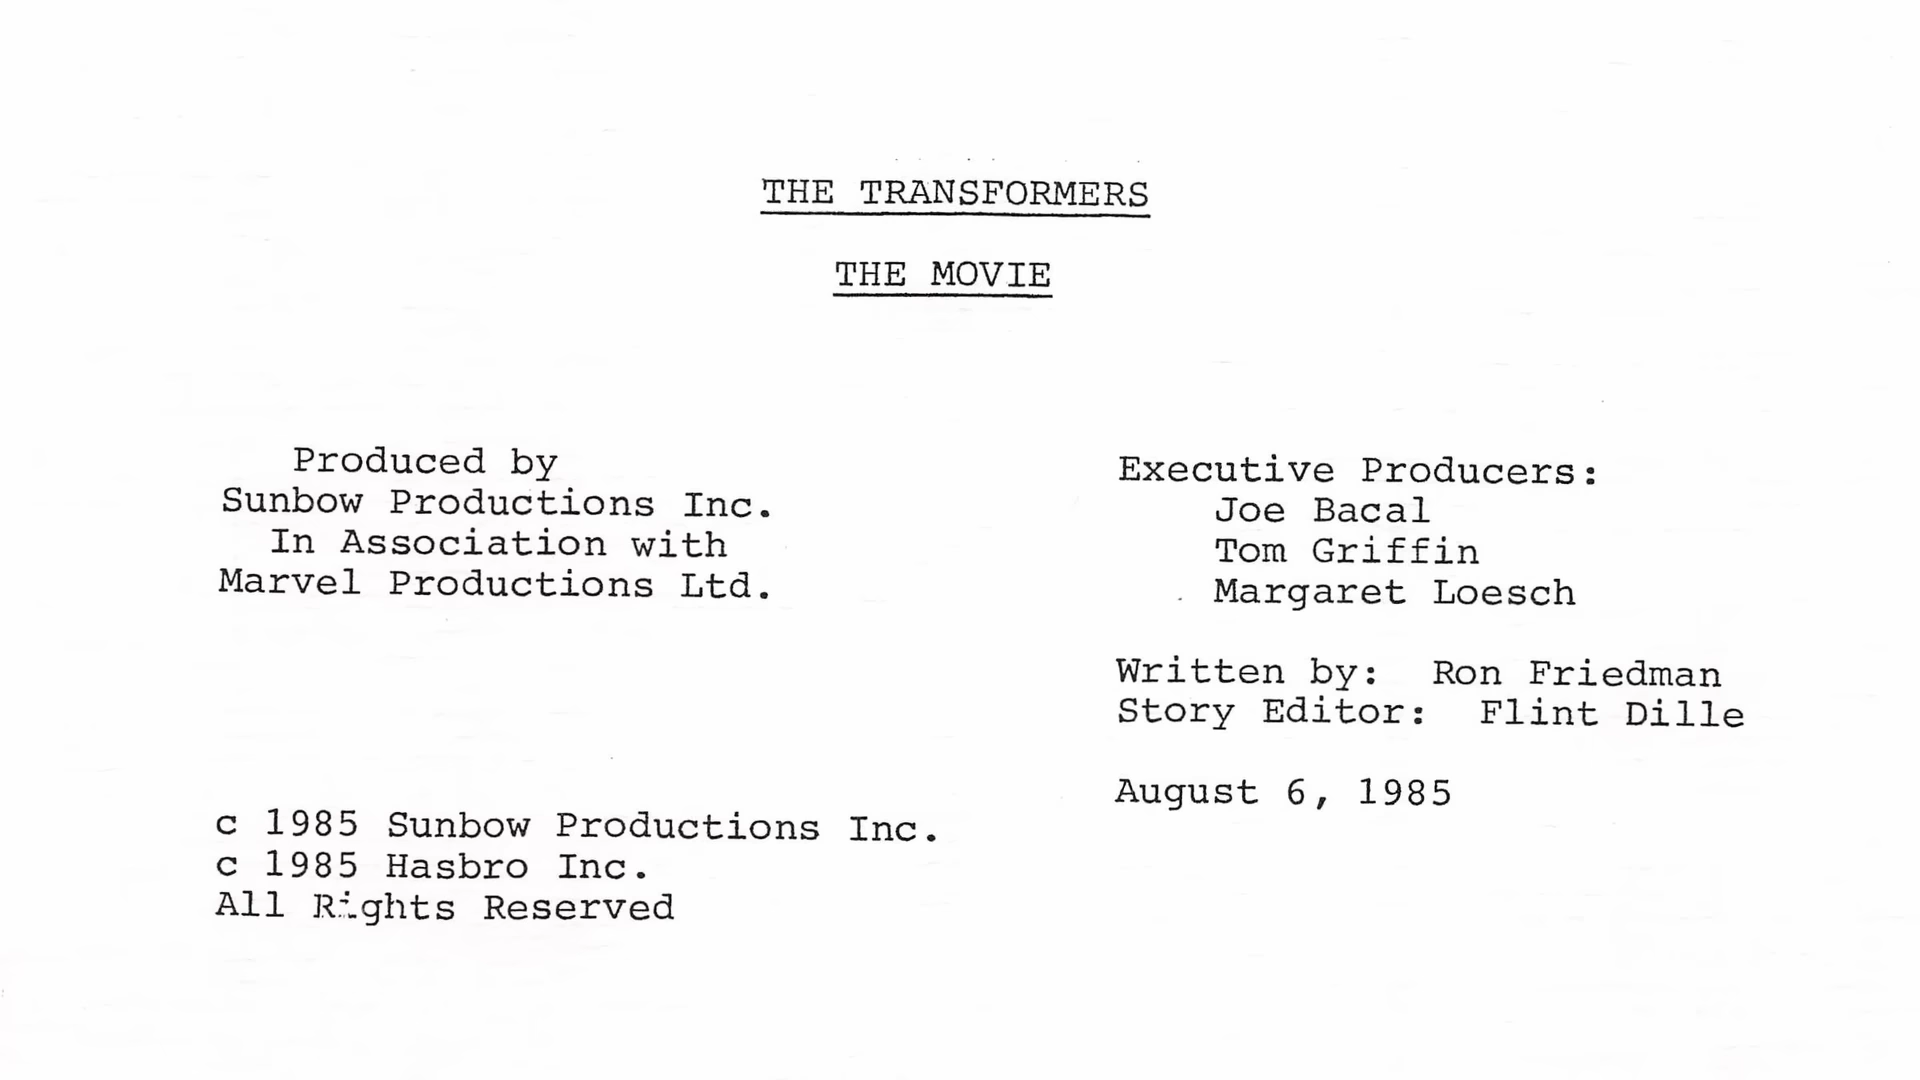 THE TRANSFORMERS
THE MOVIE
Produced by
Sunbow Productions Inc.
In Association with
Marvel Productions Ltd.
Executive Producers:
Joe Bacal
Tom Griffin
Margaret Loesch
Written by: Ron Friedman
Story Editor: Flint Dille
August 6, 1985
c 1985 Sunbow Productions Inc.
c 1985 Hasbro Inc.
All Rights Reserved